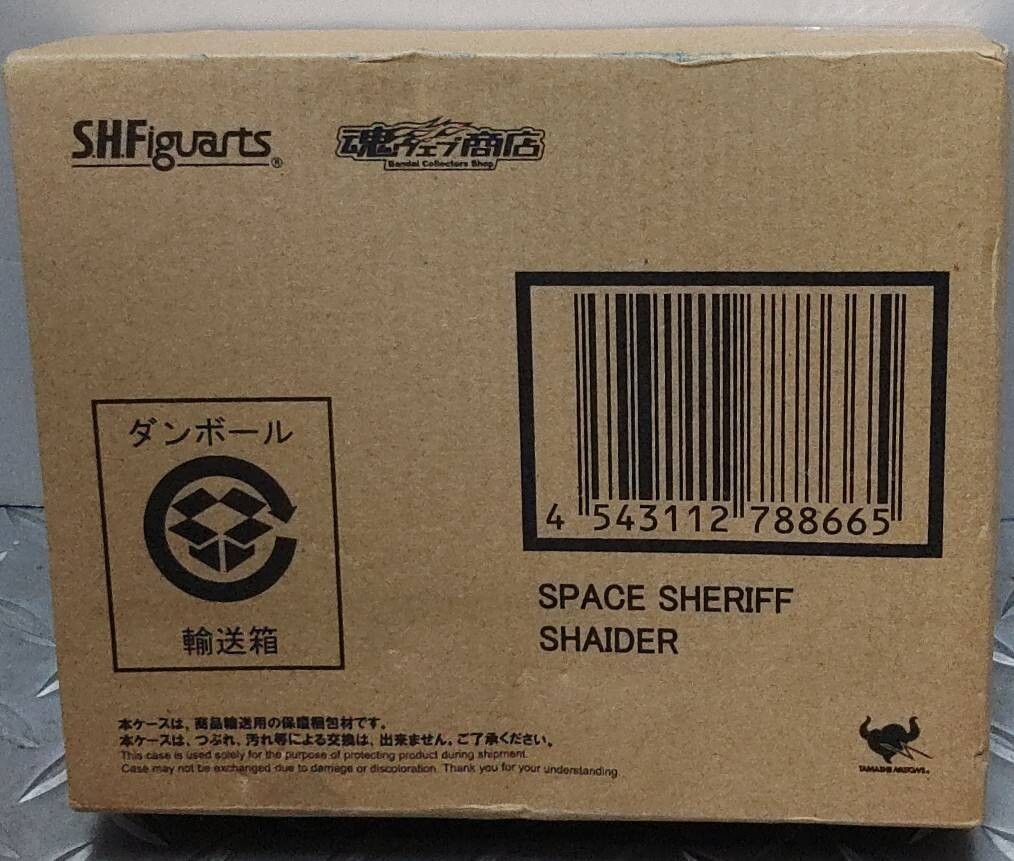 S.H.Figuarts®
魂ウェブ商店
Bandai Collectors Shop
4 543112 788665
SPACE SHERIFF
SHAIDER
ダンボール
輸送箱
本ケースは、商品輸送用の保護梱包材です。
本ケースは、つぶれ、汚れ等による交換は、出来ません。ご了承ください。
This case is used solely for the purpose of protecting product during shipment.
Case may not be exchanged due to damage or discoloration. Thank you for your understanding
TAMASHII NATIONS